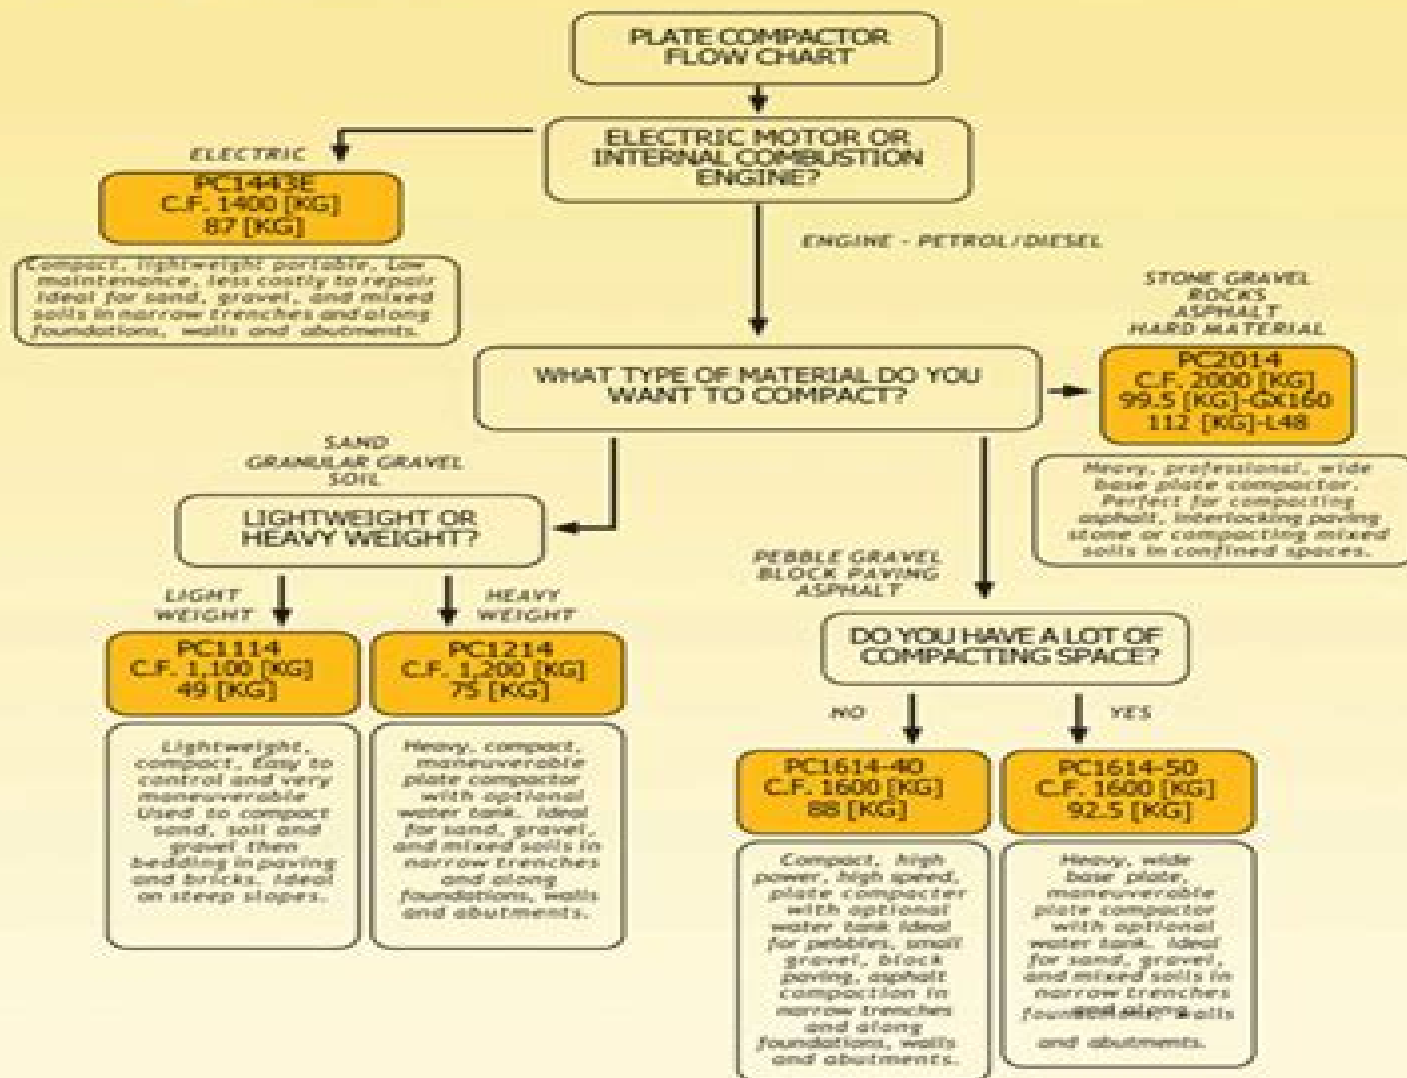 PLATE COMPACTOR
FLOW CHART
ELECTRIC MOTOR OR
INTERNAL COMBUSTION
ENGINE?
ELECTRIC
PC1443E
C.F. 1400 [KG]
87 [KG]
Compact, lightweight portable, Low
maintenance, less costly to repair
Ideal for sand, gravel, and mixed
soils in narrow trenches and along
foundations, walls and abutments.
ENGINE - PETROL/DIESEL
WHAT TYPE OF MATERIAL DO YOU
WANT TO COMPACT?
STONE GRAVEL
ROCKS
ASPHALT
HARD MATERIAL
PC2014
C.F. 2000 [KG]
99.5 [KG]-GX160
112 [KG]-L48
Heavy, professional, wide
base plate compactor.
Perfect for compacting
asphalt, interlocking paving
stone or compacting mixed
soils in confined spaces.
SAND
GRANULAR GRAVEL
SOIL
LIGHTWEIGHT OR
HEAVY WEIGHT?
LIGHT
WEIGHT
PC1114
C.F. 1,100 [KG]
49 [KG]
Lightweight,
compact, Easy to
control and very
maneuverable
Used to compact
sand, soil and
gravel then
bedding in paving
and bricks. Ideal
on steep slopes.
HEAVY
WEIGHT
PC1214
C.F. 1,200 [KG]
75 [KG]
Heavy, compact,
maneuverable
plate compactor
with optional
water tank. Ideal
for sand, gravel,
and mixed soils in
narrow trenches
and along
foundations, walls
and abutments.
PEBBLE GRAVEL
BLOCK PAVING
ASPHALT
DO YOU HAVE A LOT OF
COMPACTING SPACE?
NO
PC1614-40
C.F. 1600 [KG]
88 [KG]
Compact, high
power, high speed,
plate compacter
with optional
water tank Ideal
for pebbles, small
gravel, block
paving, asphalt
compaction in
narrow trenches
and along
foundations, walls
and abutments.
YES
PC1614-50
C.F. 1600 [KG]
92.5 [KG]
Heavy, wide
base plate,
maneuverable
plate compactor
with optional
water tank. Ideal
for sand, gravel,
and mixed soils in
narrow trenches
and along
foundations, walls
and abutments.